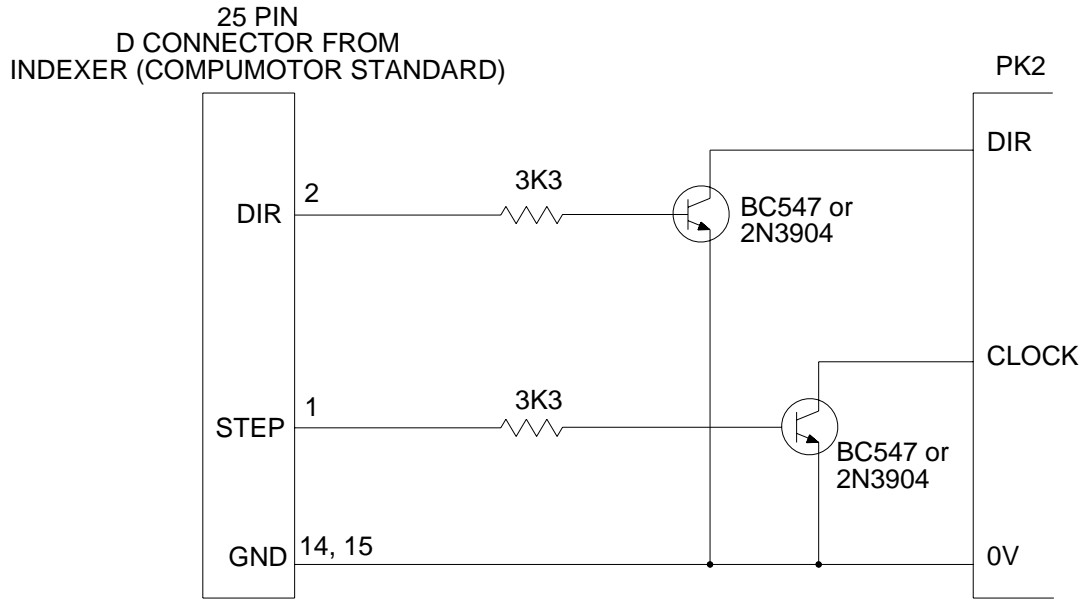 25 PIN
D CONNECTOR FROM
INDEXER (COMPUMOTOR STANDARD)
PK2
DIR
3K3
2
DIR
BC547 or
2N3904
CLOCK
3K3
1
STEP
BC547 or
2N3904
GND
14, 15
0V